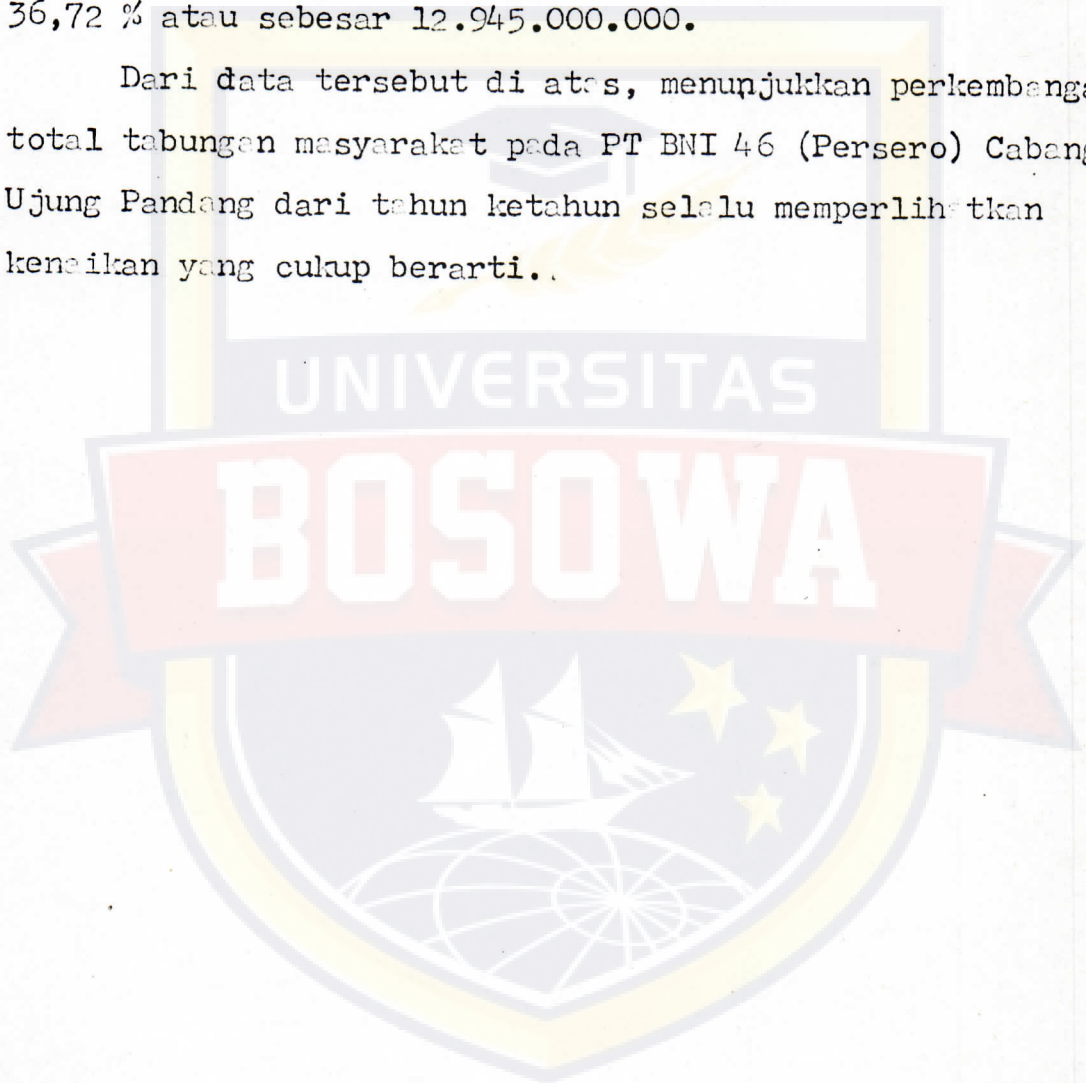 36,72 % atau sebesar 12.945.000.000.
Dari data tersebut di atas, menunjukkan perkembanga
total tabungan masyarakat pada PT BNI 46 (Persero) Cabang
Ujung Pandang dari tahun ketahun selalu memperlihatkan
kenaikan yang cukup berarti..
UNIVERSITAS
BOSOWA